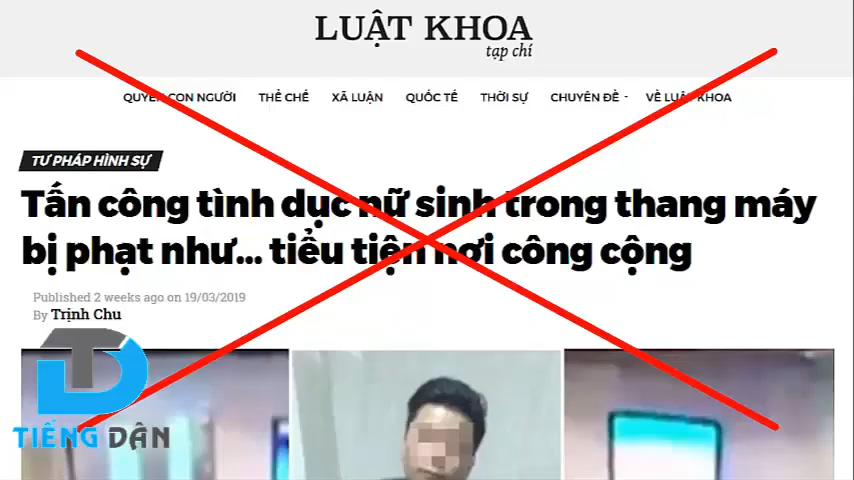 LUẬT KHOA
tạp chí
QUYỀN CON NGƯỜI THỂ CHẾ XÃ LUẬN QUỐC TẾ THỜI SỰ CHUYÊN ĐỀ VỀ LUẬT KHOA
TƯ PHÁP HÌNH SỰ
Tấn công tình dục nữ sinh trong thang máy
bị phạt như... tiểu tiện nơi công cộng
Published 2 weeks ago on 19/03/2019
By Trịnh Chu
TD
TIẾNG DÂN